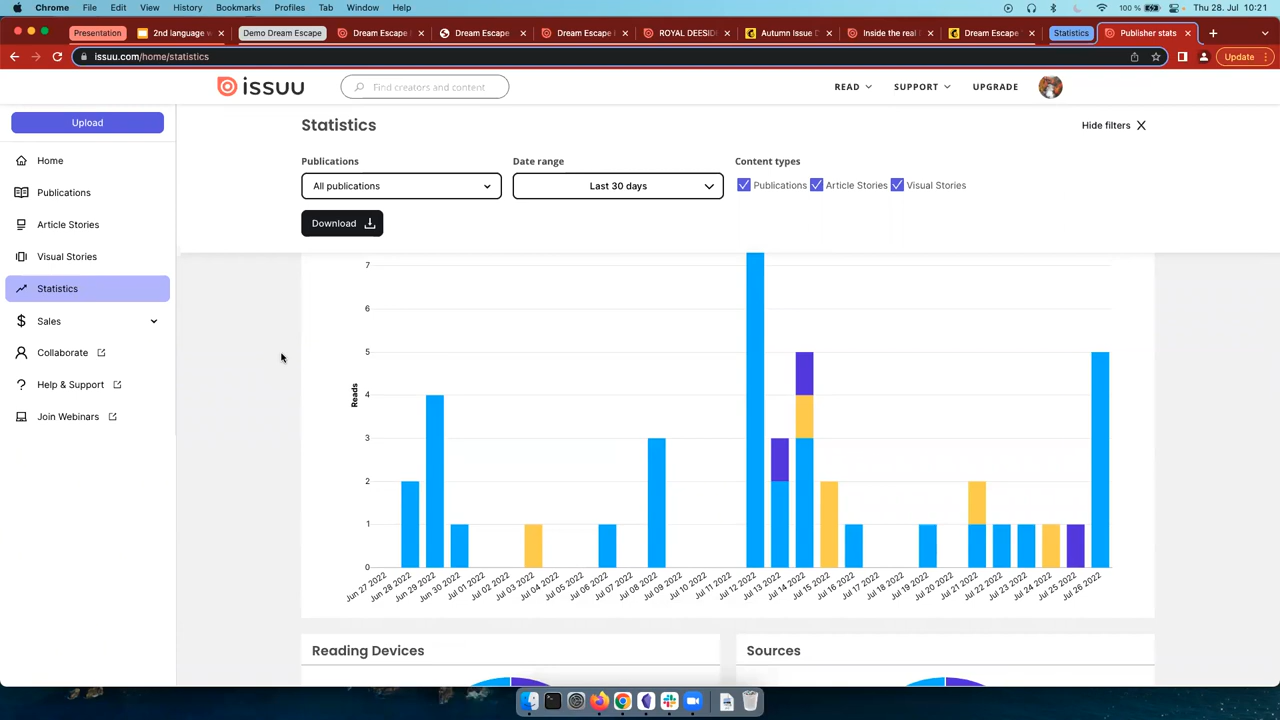 Chrome File Edit View History Bookmarks Profiles Tab Window Help 100 % Thu 28. Jul 10:21
Presentation 2nd language w Demo Dream Escape Dream Escape Dream Escape Dream Escape ROYAL DEESIDE Autumn Issue D Inside the real Dream Escape Statistics Publisher stats
issuu.com/home/statistics Update
issuu Find creators and content READ SUPPORT UPGRADE
Upload
Home
Publications
Article Stories
Visual Stories
Statistics
Sales
Collaborate
Help & Support
Join Webinars
Statistics Hide filters
Publications Date range Content types
All publications Last 30 days Publications Article Stories Visual Stories
Download
7
6
5
4
3
2
1
0
Reads
Jun 27 2022 Jun 28 2022 Jun 29 2022 Jun 30 2022 Jul 01 2022 Jul 02 2022 Jul 03 2022 Jul 04 2022 Jul 05 2022 Jul 06 2022 Jul 07 2022 Jul 08 2022 Jul 09 2022 Jul 10 2022 Jul 11 2022 Jul 12 2022 Jul 13 2022 Jul 14 2022 Jul 15 2022 Jul 16 2022 Jul 17 2022 Jul 18 2022 Jul 19 2022 Jul 20 2022 Jul 21 2022 Jul 22 2022 Jul 23 2022 Jul 24 2022 Jul 25 2022 Jul 26 2022
Reading Devices Sources